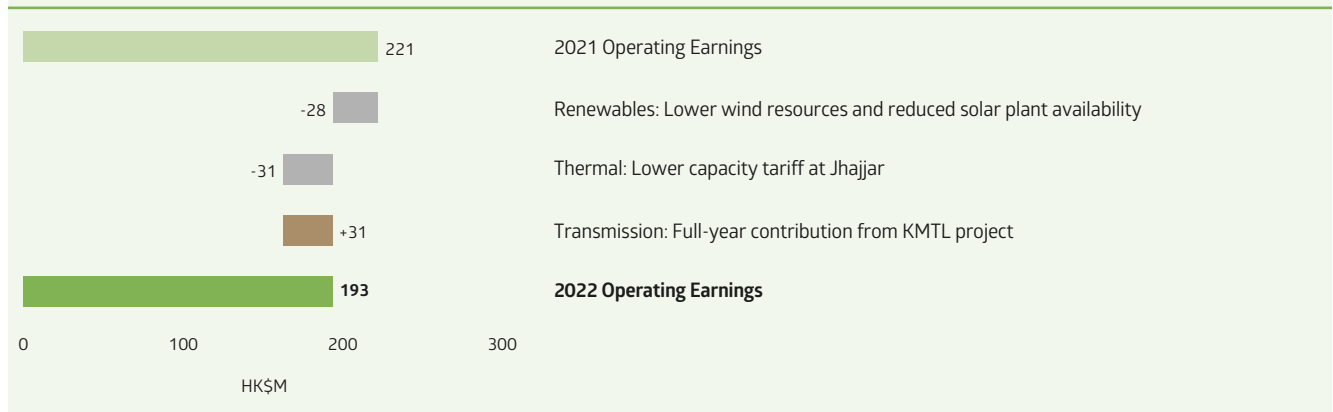 221 2021 Operating Earnings
-28 Renewables: Lower wind resources and reduced solar plant availability
-31 Thermal: Lower capacity tariff at Jhajjar
+31 Transmission: Full-year contribution from KMTL project
193 2022 Operating Earnings
0 100 200 300
HK$M